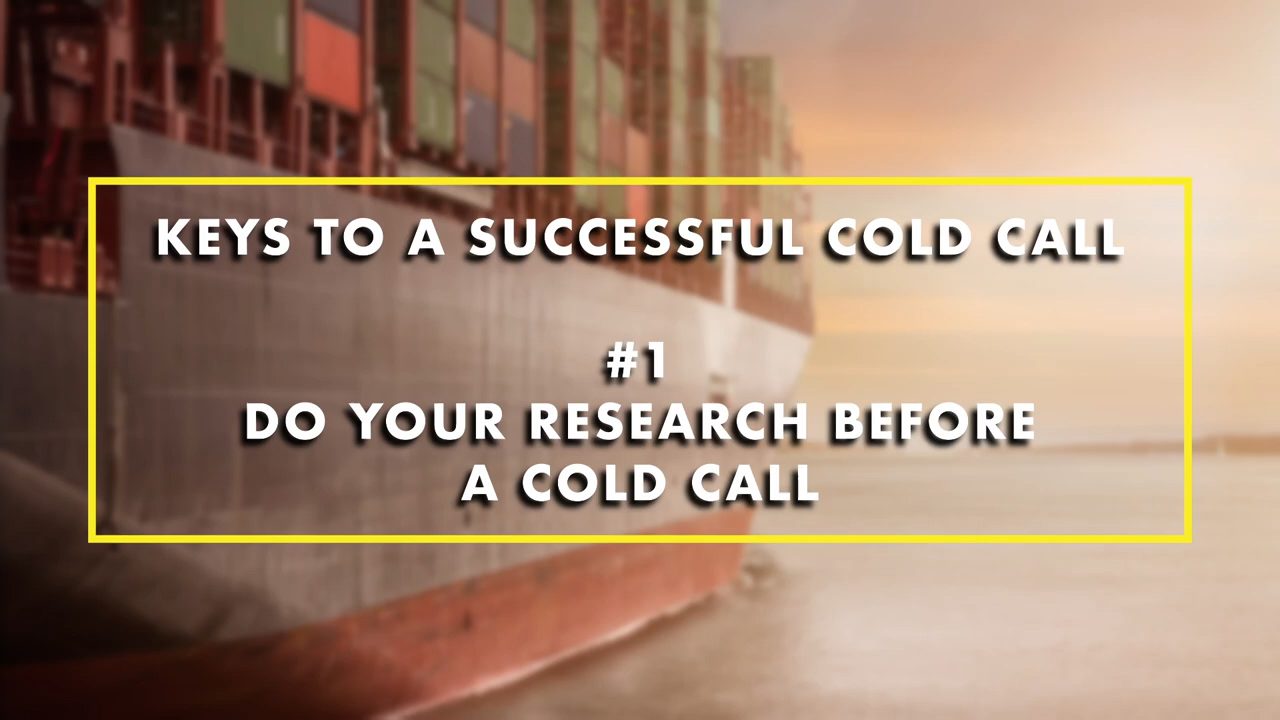 KEYS TO A SUCCESSFUL COLD CALL
#1
DO YOUR RESEARCH BEFORE
A COLD CALL